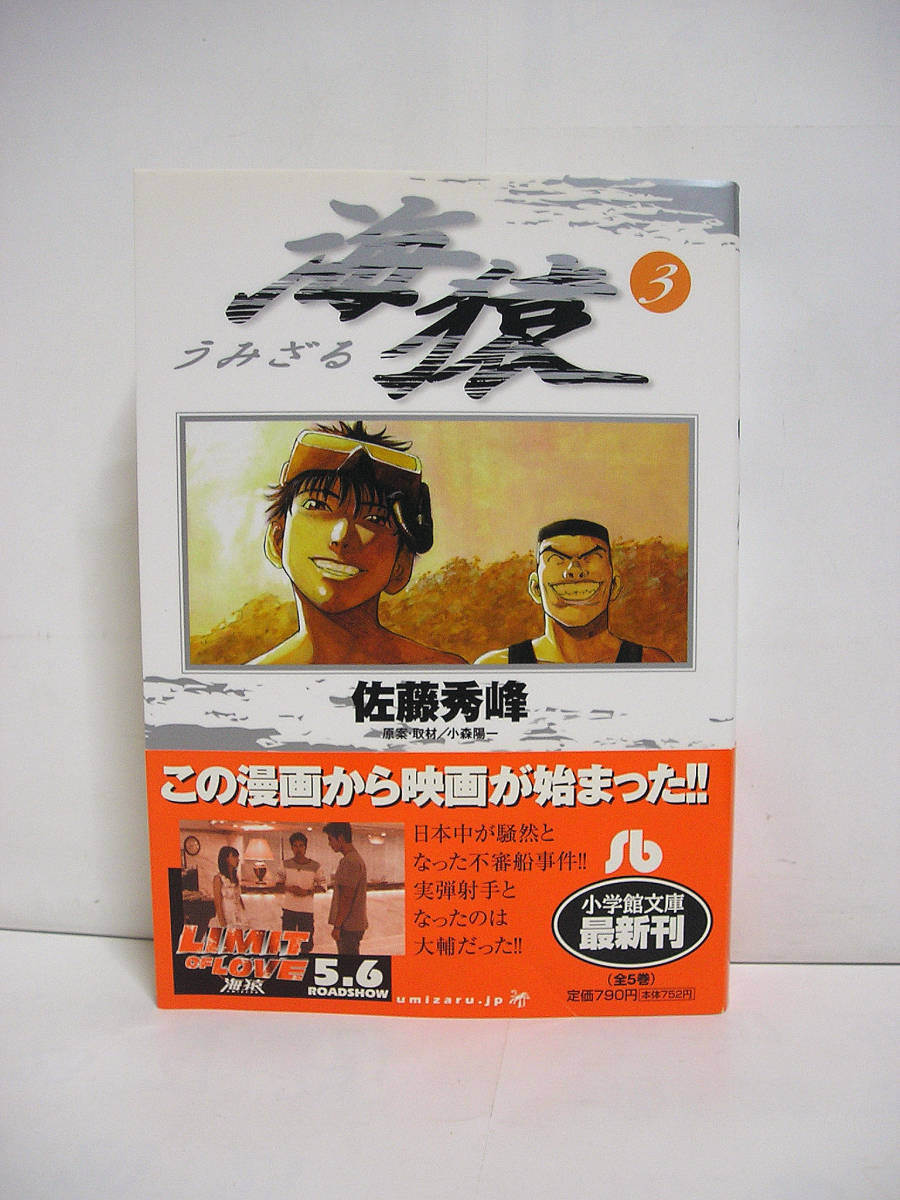 海猿
3
うみざる
佐藤秀峰
原案・取材／小森陽一
この漫画から映画が始まった!!
日本中が騒然と
なった不審船事件!!
実弾射手と
なったのは
大輔だった!!
LIMIT
OF LOVE
海猿
5.6
ROADSHOW
umizaru.jp
Sb
小学館文庫
最新刊
(全5巻)
定価790円 本体752円